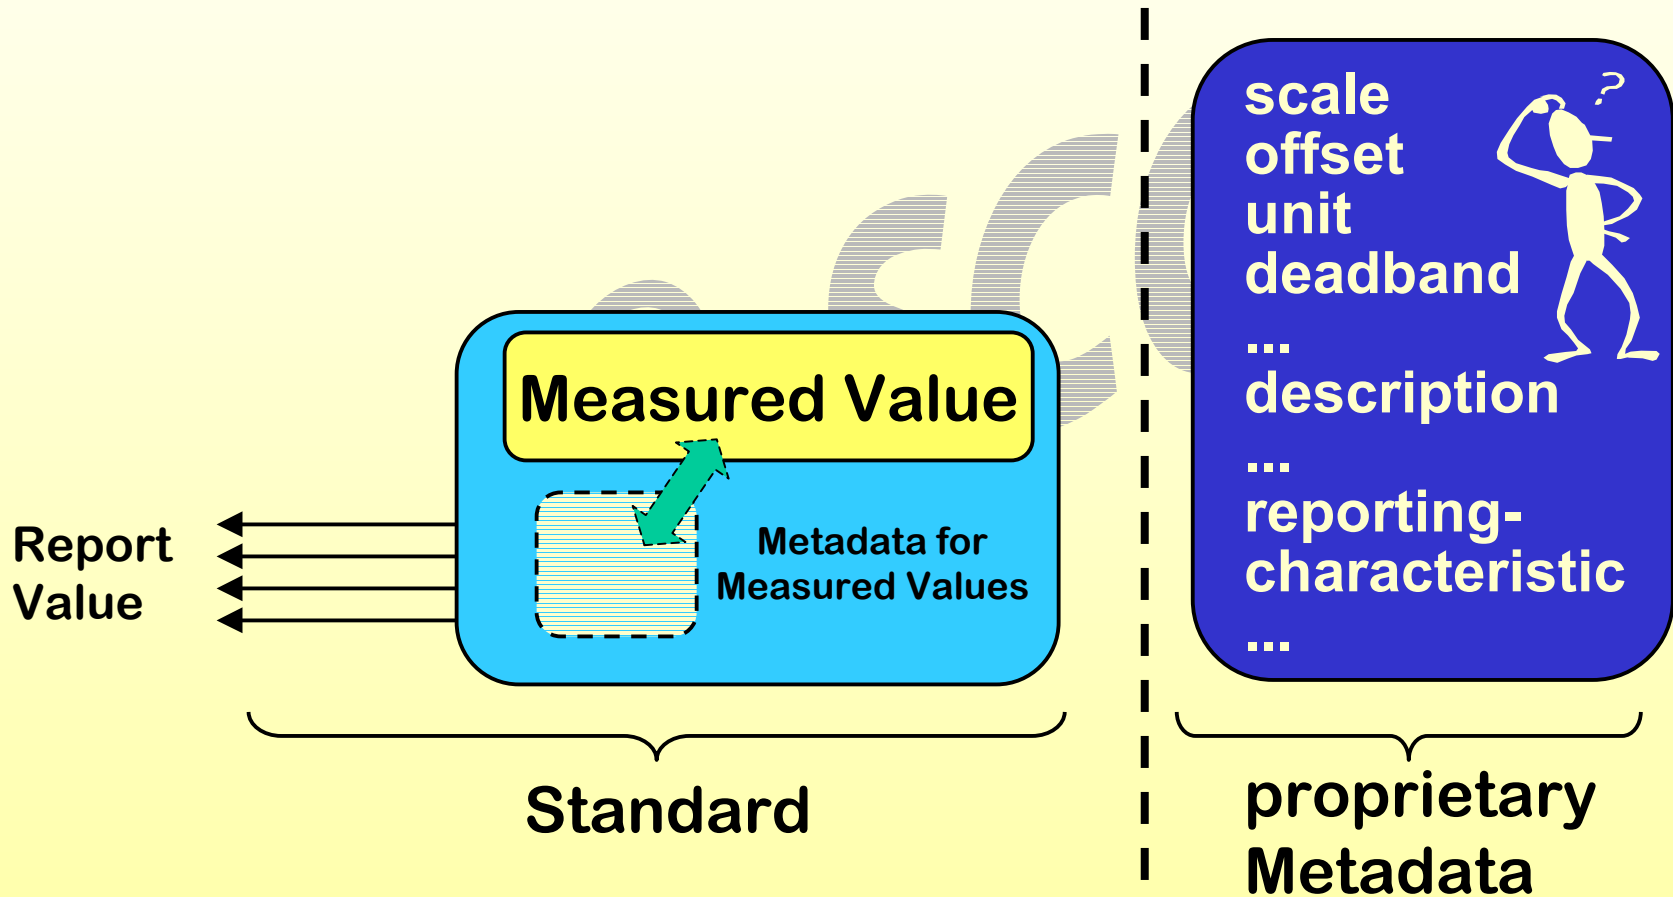 scale
offset
unit
deadband
...
description
...
reporting-
characteristic
...
?
Measured Value
Metadata for
Measured Values
Report
Value
Standard
proprietary
Metadata